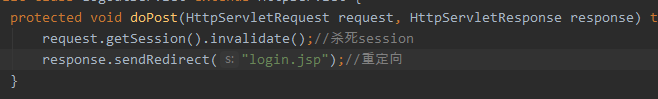 protected void doPost(HttpServletRequest request, HttpServletResponse response) t
request.getSession().invalidate();//杀死session
response.sendRedirect( s: "login.jsp");//重定向
}